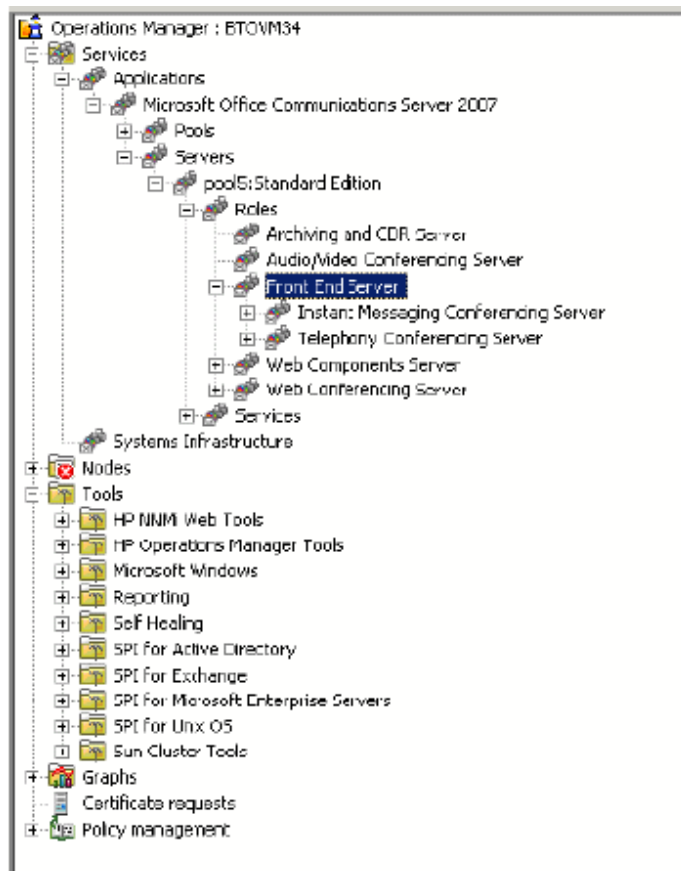 Operations Manager : BTOVM34
Services
Applications
Microsoft Office Communications Server 2007
Pools
Servers
pool5:Standard Edition
Roles
Archiving and CDR Server
Audio/Video Conferencing Server
Front End Server
Instant Messaging Conferencing Server
Telephony Conferencing Server
Web Components Server
Web Conferencing Server
Services
Systems Infrastructure
Nodes
Tools
HP NNMi Web Tools
HP Operations Manager Tools
Microsoft Windows
Reporting
Self Healing
SPI for Active Directory
SPI for Exchange
SPI for Microsoft Enterprise Servers
SPI for Unix OS
Sun Cluster Tools
Graphs
Certificate requests
Policy management